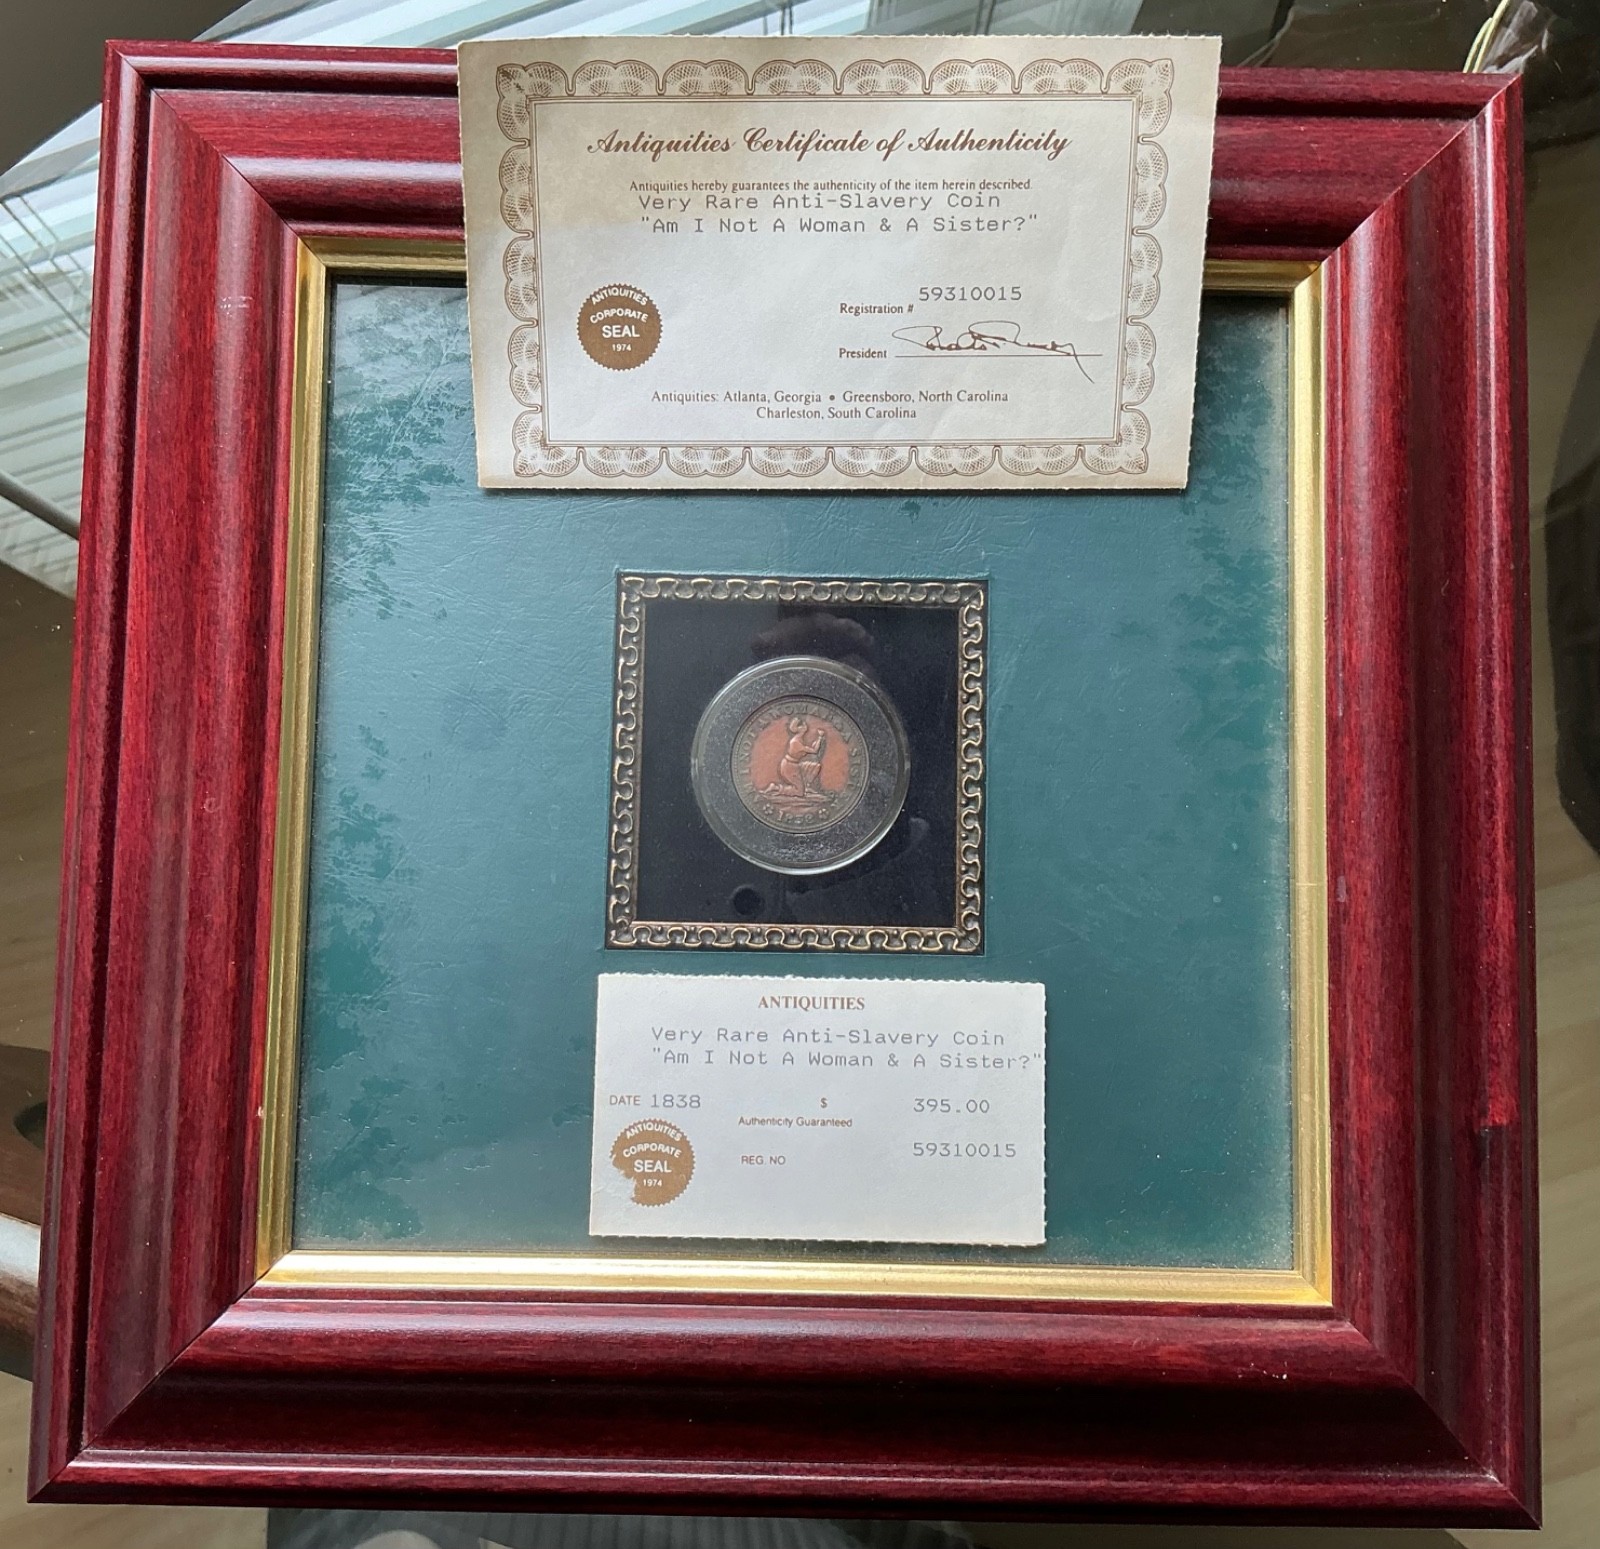 Antiquities Certificate of Authenticity
Antiquities hereby guarantees the authenticity of the item herein described.
Very Rare Anti-Slavery Coin
"Am I Not A Woman & A Sister?"
ANTIQUITIES
CORPORATE
SEAL
1974
59310015
Registration #
President
Antiquities: Atlanta, Georgia • Greensboro, North Carolina
Charleston, South Carolina
1838
ANTIQUITIES
Very Rare Anti-Slavery Coin
"Am I Not A Woman & A Sister?"
DATE 1838 $ 395.00
Authenticity Guaranteed
ANTIQUITIES
CORPORATE
SEAL
1974
REG. NO 59310015